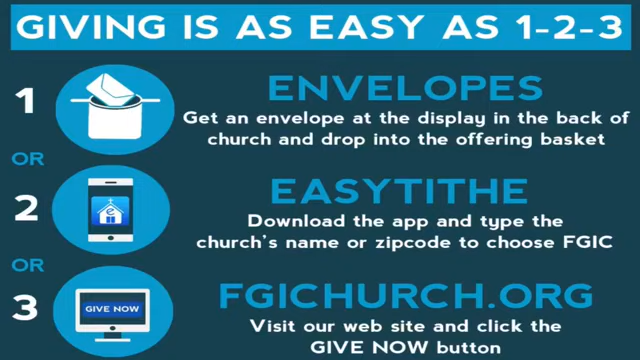 GIVING IS AS EASY AS 1-2-3
1
ENVELOPES
Get an envelope at the display in the back of
church and drop into the offering basket
OR
2
e
EASYTITHE
Download the app and type the
church's name or zipcode to choose FGIC
OR
3
GIVE NOW
FGICHURCH.ORG
Visit our web site and click the
GIVE NOW button